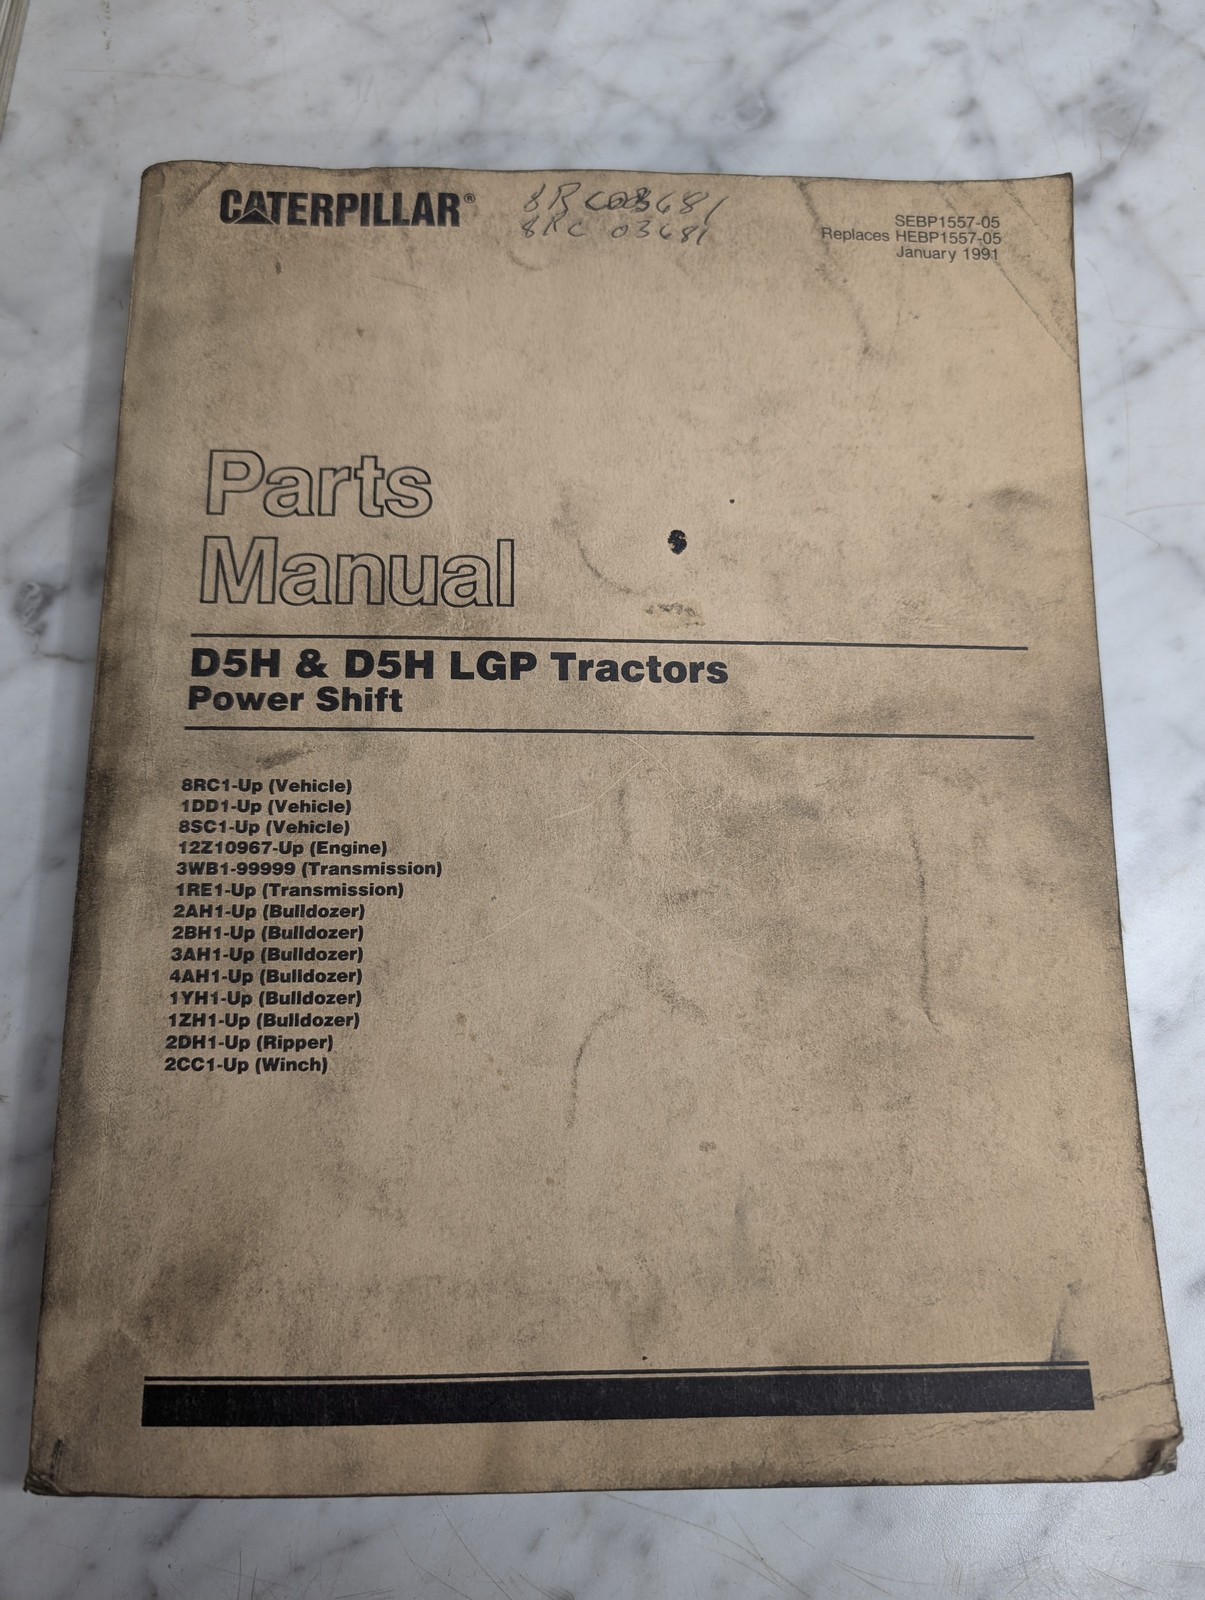 CATERPILLAR®
8RC03681
8RC 03681
SEBP1557-05
Replaces HEBP1557-05
January 1991
Parts
Manual
D5H & D5H LGP Tractors
Power Shift
8RC1-Up (Vehicle)
1DD1-Up (Vehicle)
8SC1-Up (Vehicle)
12Z10967-Up (Engine)
3WB1-99999 (Transmission)
1RE1-Up (Transmission)
2AH1-Up (Bulldozer)
2BH1-Up (Bulldozer)
3AH1-Up (Bulldozer)
4AH1-Up (Bulldozer)
1YH1-Up (Bulldozer)
1ZH1-Up (Bulldozer)
2DH1-Up (Ripper)
2CC1-Up (Winch)